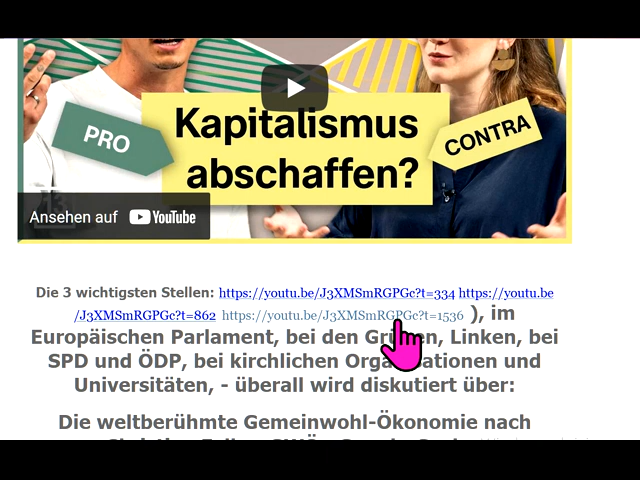 PRO
Kapitalismus
abschaffen?
CONTRA
Ansehen auf YouTube
Die 3 wichtigsten Stellen: https://youtu.be/J3XMSmRGPGc?t=334 https://youtu.be
/J3XMSmRGPGc?t=862 https://youtu.be/J3XMSmRGPGc?t=1536 ), im
Europäischen Parlament, bei den Grünen, Linken, bei
SPD und ÖDP, bei kirchlichen Organisationen und
Universitäten, - überall wird diskutiert über:
Die weltberühmte Gemeinwohl-Ökonomie nach